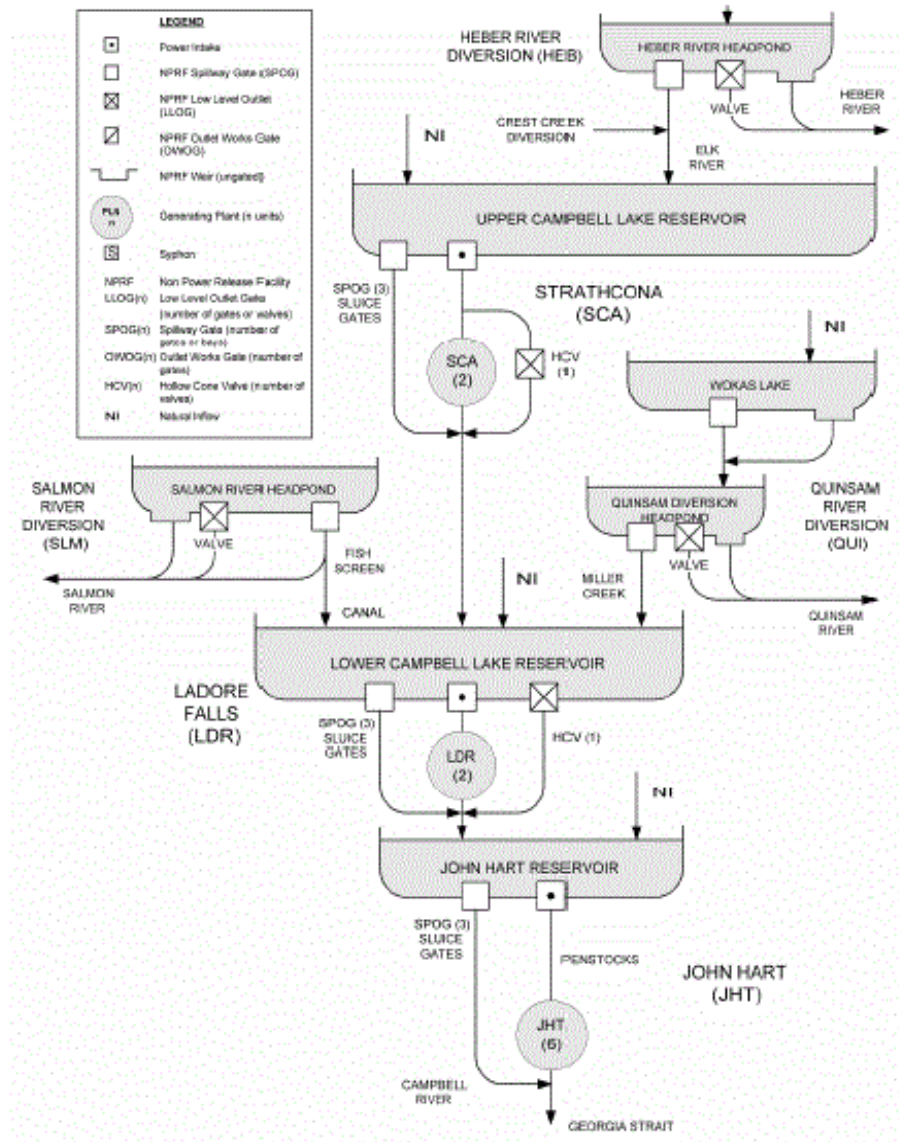 LEGEND
Power Intake
NPRF Spillway Gate (SPOG)
NPRF Low Level Outlet
(LLOG)
NPRF Outlet Works Gate
(OWOG)
NPRF Weir (ungated)
n
Generating Plant (n units)
S
Syphon
NPRF Non Power Release Facility
LLOG(n) Low Level Outlet Gate
(number of gates or valves)
SPOG(n) Spillway Gate (number of
gates or bays)
OWOG(n) Outlet Works Gate (number of
gates)
HCV(n) Hollow Cone Valve (number of
valves)
NI Natural Inflow
HEBER RIVER
DIVERSION (HEB)
HEBER RIVER HEADPOND
VALVE
HEBER
RIVER
CREST CREEK
DIVERSION
NI
ELK
RIVER
UPPER CAMPBELL LAKE RESERVOIR
SPOG (3)
SLUICE
GATES
STRATHCONA
(SCA)
SCA
(2)
HCV
(1)
NI
WOKAS LAKE
SALMON
RIVER
DIVERSION
(SLM)
SALMON RIVER HEADPOND
VALVE
FISH
SCREEN
SALMON
RIVER
CANAL
QUINSAM DIVERSION
HEADPOND
QUINSAM
RIVER
DIVERSION
(QUI)
VALVE
NI
MILLER
CREEK
QUINSAM
RIVER
LOWER CAMPBELL LAKE RESERVOIR
LADORE
FALLS
(LDR)
SPOG (3)
SLUICE
GATES
LDR
(2)
HCV (1)
NI
JOHN HART RESERVOIR
SPOG (3)
SLUICE
GATES
PENSTOCKS
JOHN HART
(JHT)
JHT
(6)
CAMPBELL
RIVER
GEORGIA STRAIT